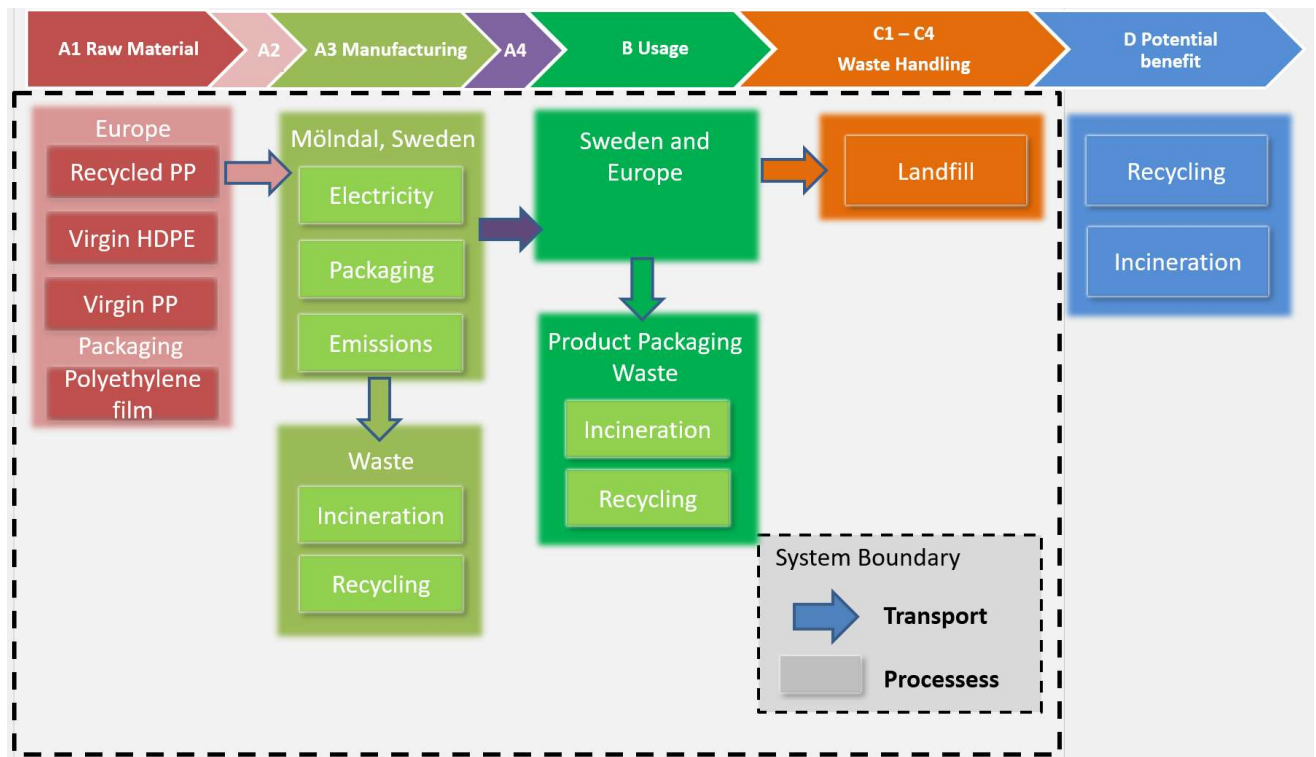 A1 Raw Material
A2
A3 Manufacturing
A4
B Usage
C1 – C4
Waste Handling
D Potential
benefit
Europe
Recycled PP
Virgin HDPE
Virgin PP
Packaging
Polyethylene
film
Mölndal, Sweden
Electricity
Packaging
Emissions
Waste
Incineration
Recycling
Sweden and
Europe
Product Packaging
Waste
Incineration
Recycling
Landfill
Recycling
Incineration
System Boundary
Transport
Processess